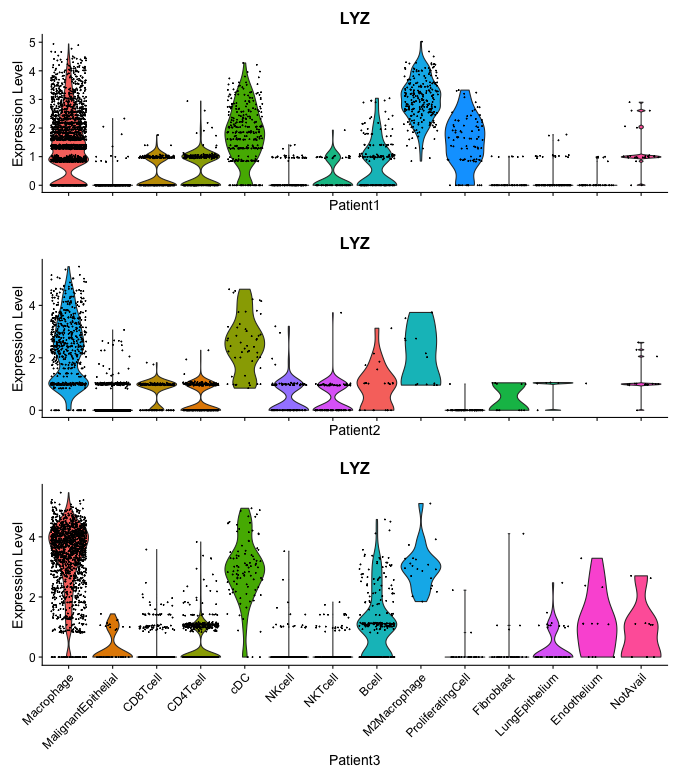 LYZ
Expression Level
5
4
3
2
1
0
Patient1
LYZ
Expression Level
4
2
0
Patient2
LYZ
Expression Level
4
2
0
Macrophage
MalignantEpithelial
CD8Tcell
CD4Tcell
cDC
NKcell
NKTcell
Bcell
M2Macrophage
ProliferatingCell
Fibroblast
LungEpithelium
Endothelium
NotAvail
Patient3